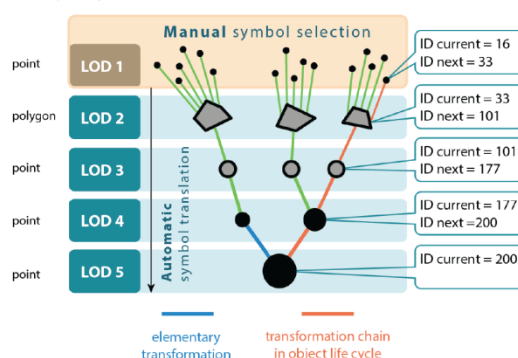 Manual symbol selection
point
LOD 1
ID current = 16
ID next = 33
polygon
LOD 2
ID current = 33
ID next = 101
point
LOD 3
ID current = 101
ID next = 177
point
LOD 4
ID current = 177
ID next =200
point
LOD 5
ID current = 200
Automatic
symbol translation
elementary
transformation
transformation chain
in object life cycle